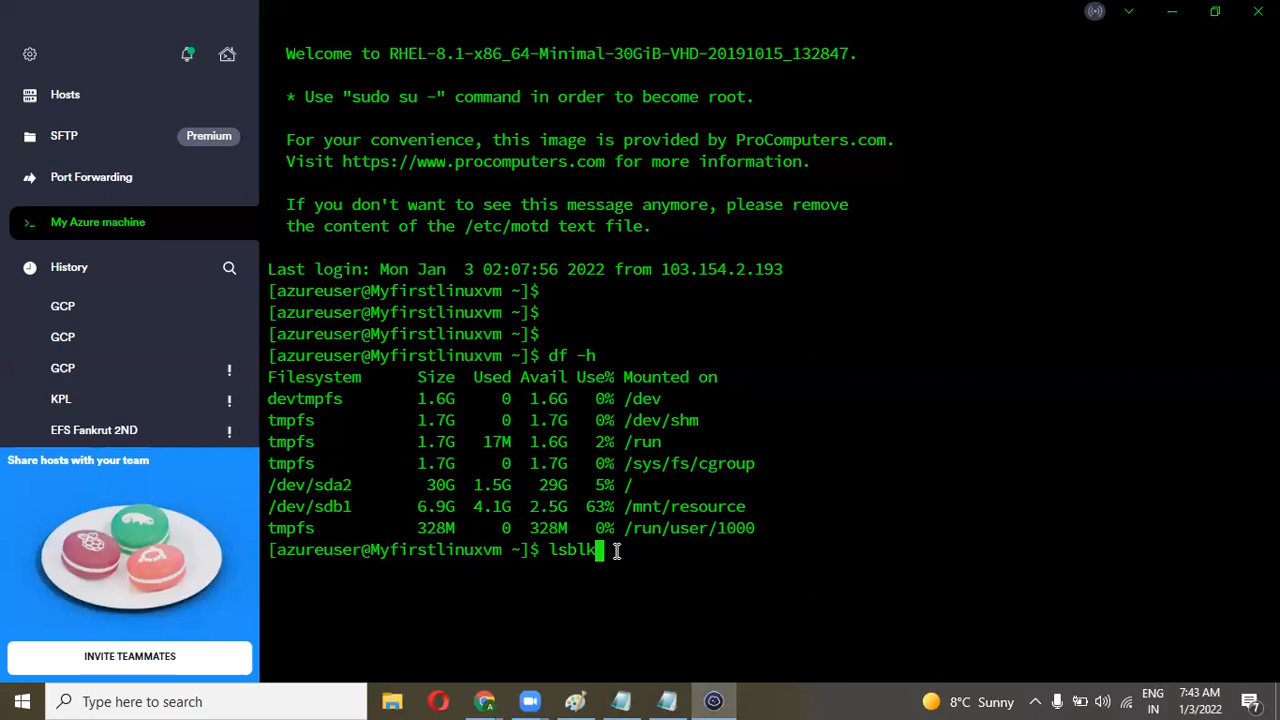 Hosts
SFTP Premium
Port Forwarding
My Azure machine
History
GCP
GCP
GCP !
KPL !
EFS Fankrut 2ND !
Share hosts with your team
INVITE TEAMMATES
Welcome to RHEL-8.1-x86_64-Minimal-30GiB-VHD-20191015_132847.
* Use "sudo su -" command in order to become root.
For your convenience, this image is provided by ProComputers.com.
Visit https://www.procomputers.com for more information.
If you don't want to see this message anymore, please remove
the content of the /etc/motd text file.
Last login: Mon Jan  3 02:07:56 2022 from 103.154.2.193
[azureuser@Myfirstlinuxvm ~]$
[azureuser@Myfirstlinuxvm ~]$
[azureuser@Myfirstlinuxvm ~]$
[azureuser@Myfirstlinuxvm ~]$ df -h
Filesystem      Size  Used Avail Use% Mounted on
devtmpfs        1.6G     0  1.6G   0% /dev
tmpfs           1.7G     0  1.7G   0% /dev/shm
tmpfs           1.7G   17M  1.6G   2% /run
tmpfs           1.7G     0  1.7G   0% /sys/fs/cgroup
/dev/sda2        30G  1.5G   29G   5% /
/dev/sdb1       6.9G  4.1G  2.5G  63% /mnt/resource
tmpfs           328M     0  328M   0% /run/user/1000
[azureuser@Myfirstlinuxvm ~]$ lsblk
Type here to search
8°C Sunny
ENG
IN
7:43 AM
1/3/2022
7